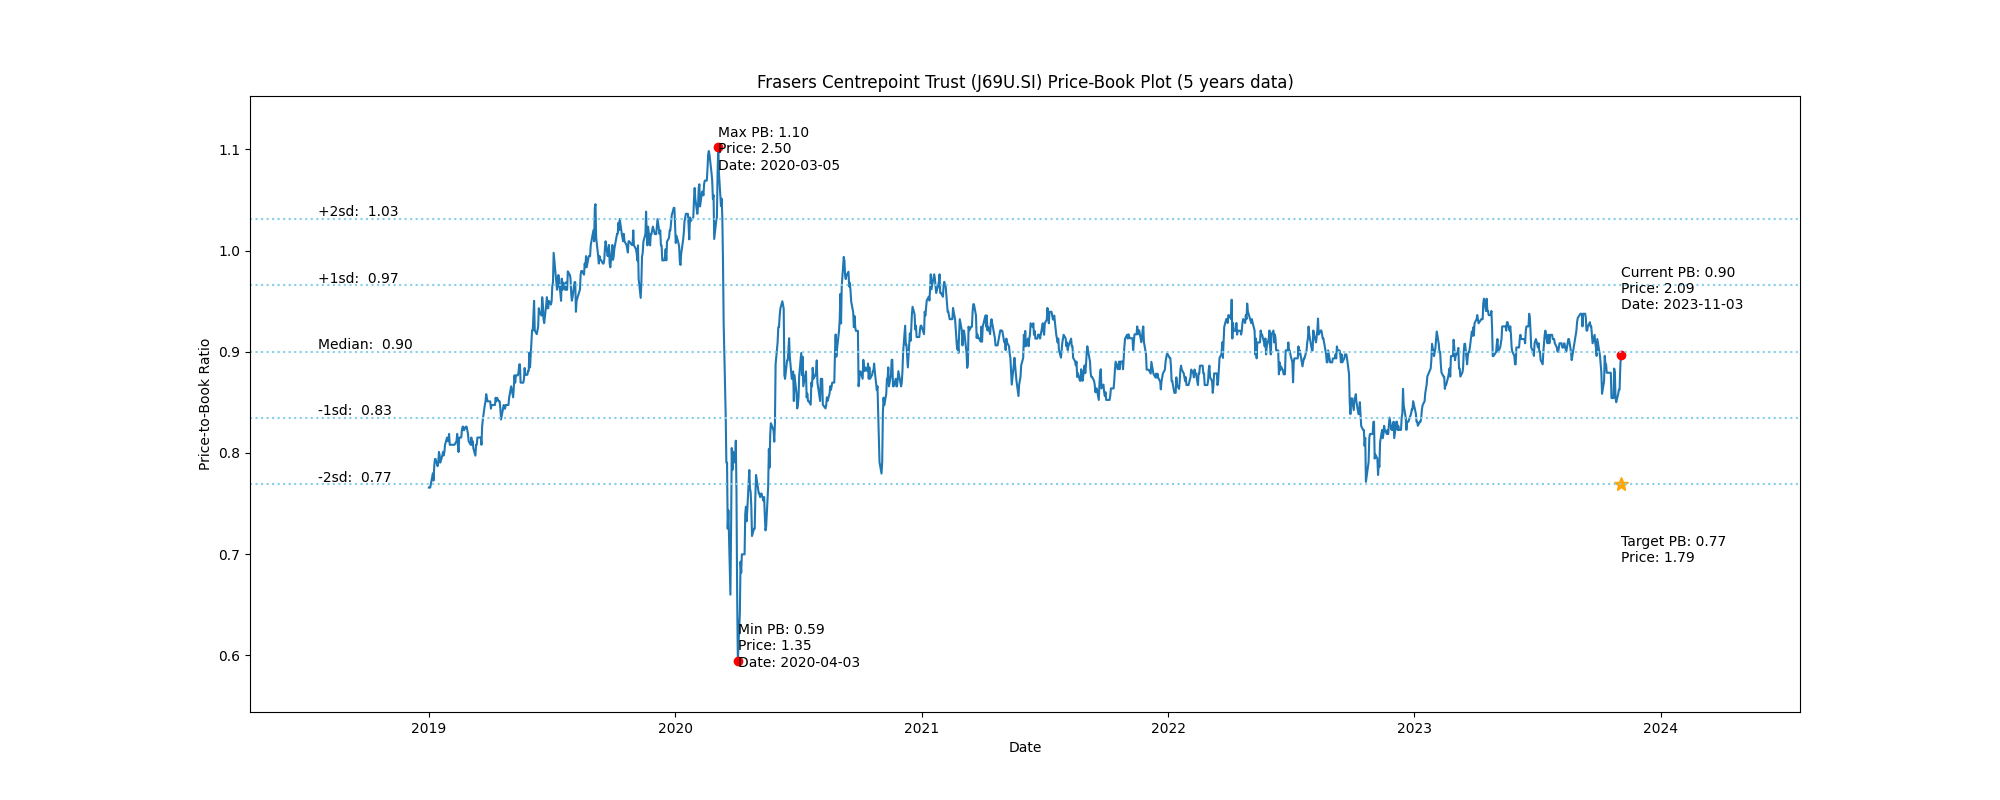 Frasers Centrepoint Trust (J69U.SI) Price-Book Plot (5 years data)
Price-to-Book Ratio
1.1
1.0
0.9
0.8
0.7
0.6
+2sd:  1.03
+1sd:  0.97
Median:  0.90
-1sd:  0.83
-2sd:  0.77
Max PB: 1.10
Price: 2.50
Date: 2020-03-05
Min PB: 0.59
Price: 1.35
Date: 2020-04-03
Current PB: 0.90
Price: 2.09
Date: 2023-11-03
Target PB: 0.77
Price: 1.79
2019
2020
2021
2022
2023
2024
Date